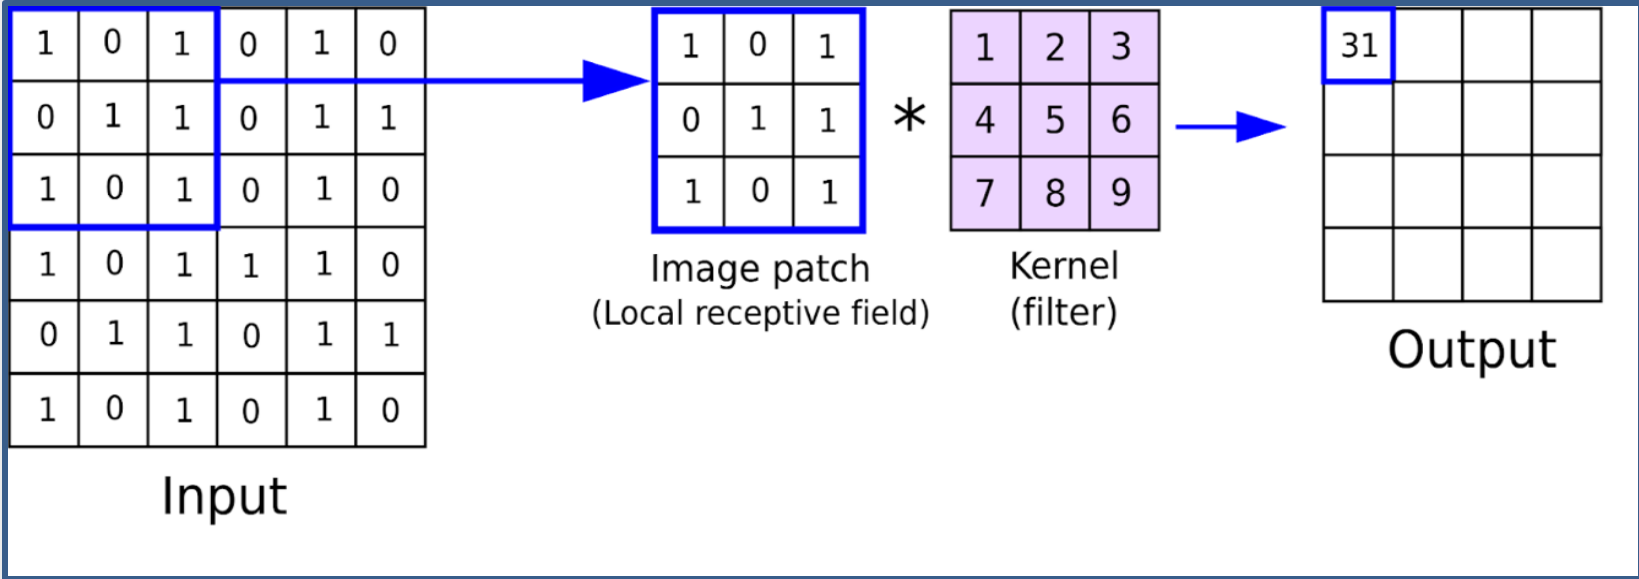 1 0 1 0 1 0
0 1 1 0 1 1
1 0 1 0 1 0
1 0 1 1 1 0
0 1 1 0 1 1
1 0 1 0 1 0
Input
1 0 1
0 1 1
1 0 1
Image patch
(Local receptive field)
*
1 2 3
4 5 6
7 8 9
Kernel
(filter)
31
Output